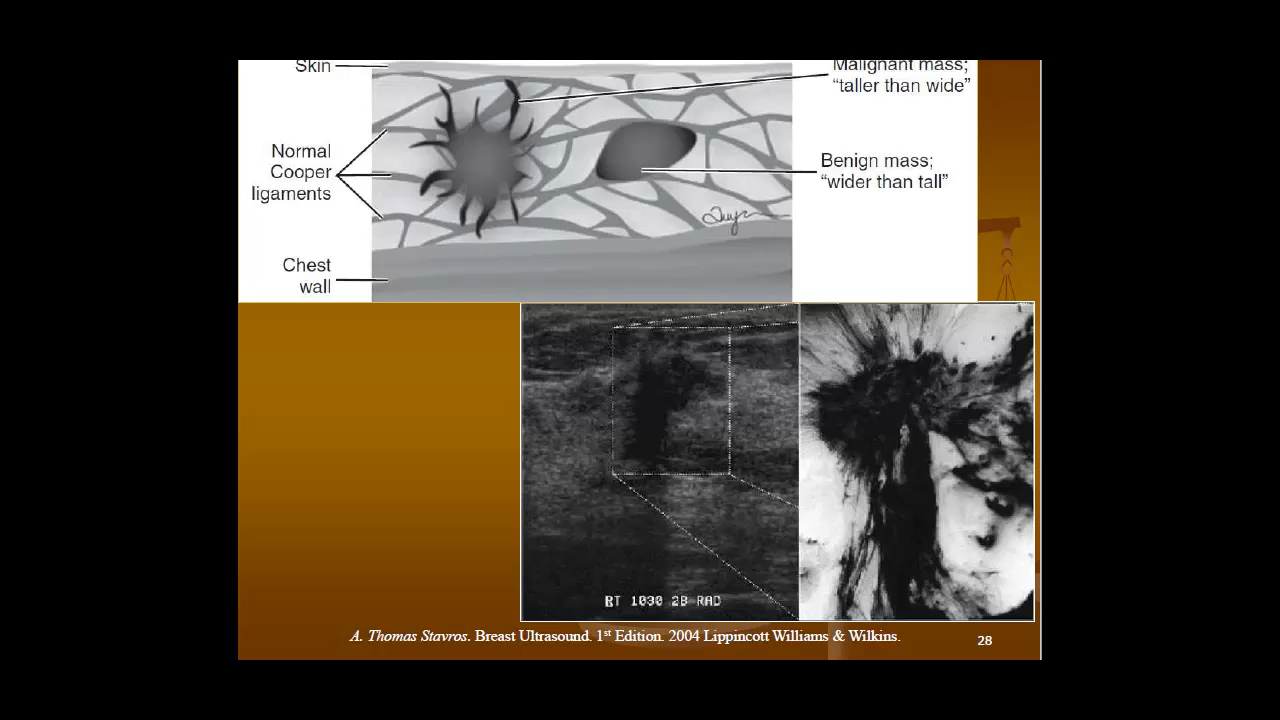 Skin
Malignant mass;
“taller than wide”
Normal
Cooper
ligaments
Benign mass;
“wider than tall”
Chest
wall
RT 1030 2B RAD
A. Thomas Stavros. Breast Ultrasound. 1st Edition. 2004 Lippincott Williams & Wilkins.
28